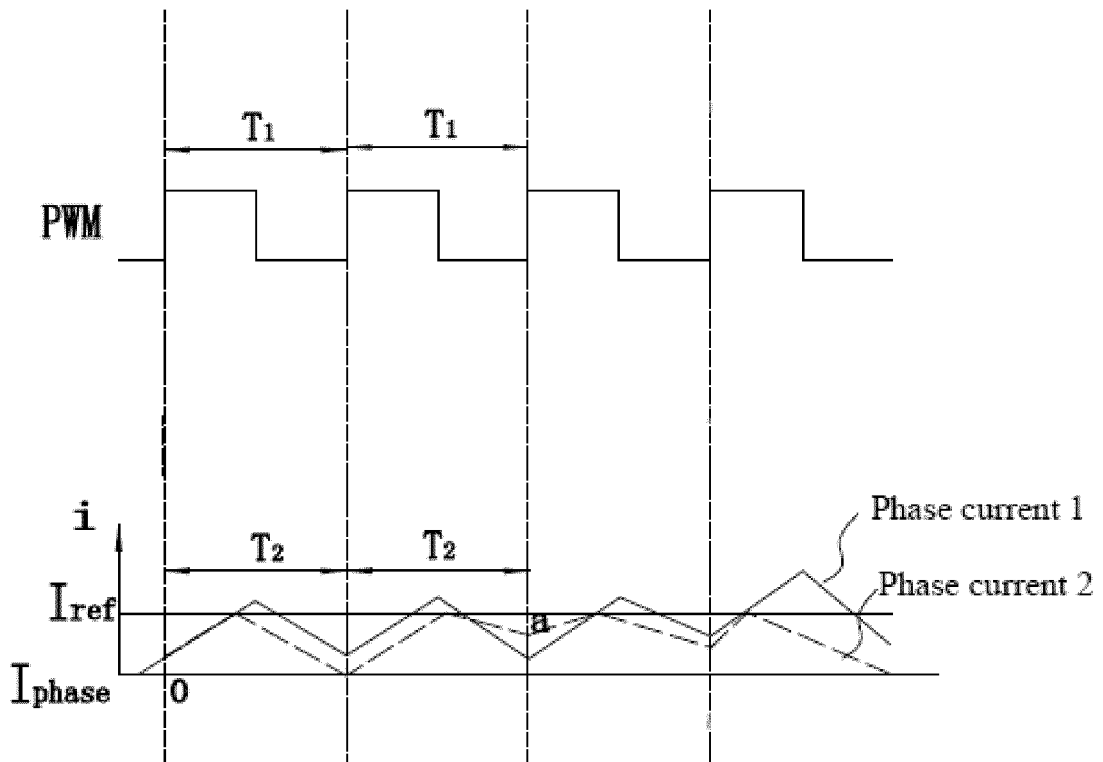 T1 T1
PWM
i
T2 T2
Phase current 1
Iref
Phase current 2
a
Iphase 0